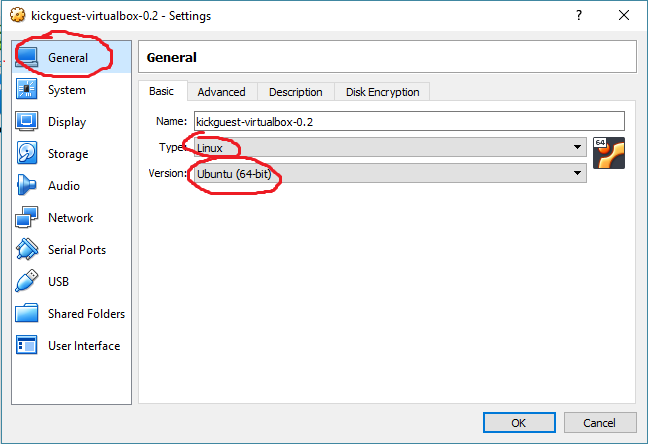 kickguest-virtualbox-0.2 - Settings
?
General
System
Display
Storage
Audio
Network
Serial Ports
USB
Shared Folders
User Interface
General
Basic Advanced Description Disk Encryption
Name: kickguest-virtualbox-0.2
Type: Linux
64
Version: Ubuntu (64-bit)
OK Cancel